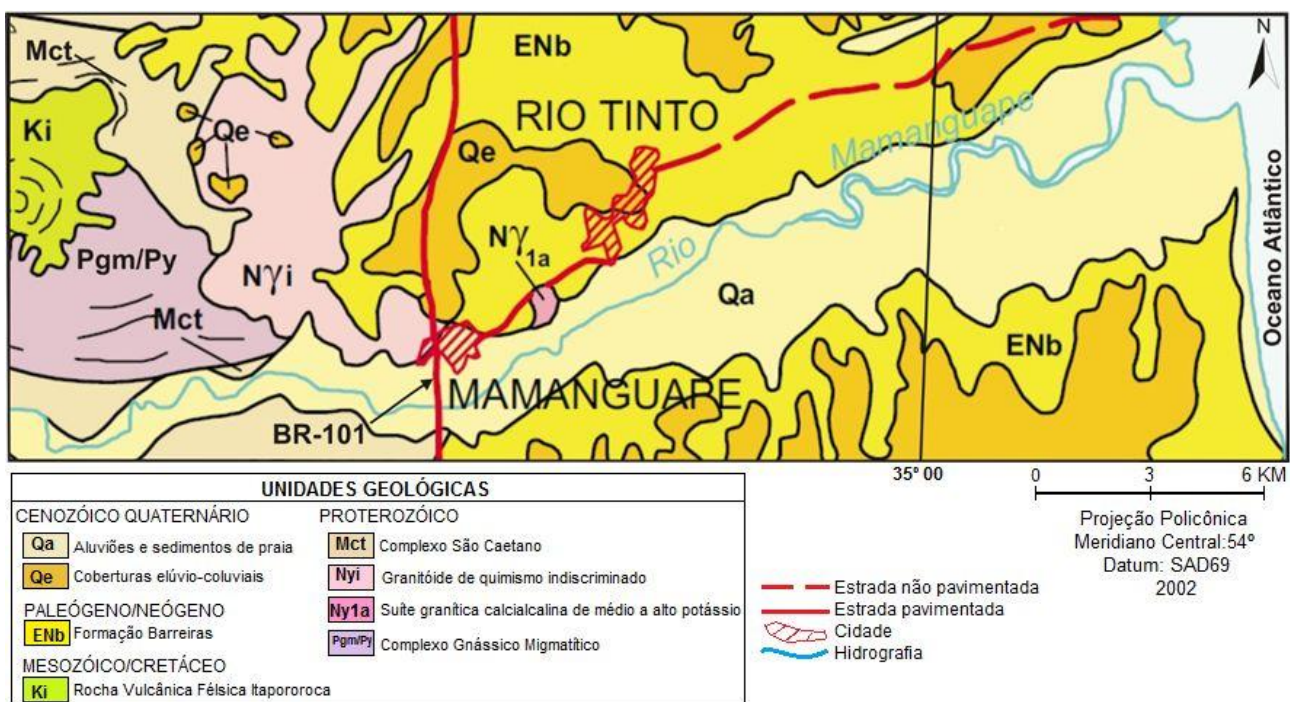 Mct
ENb
N
Ki
Qe
RIO TINTO
Qe
Mamanguape
Oceano Atlântico
Pgm/Py
Nγi
Nγ1a
Rio
Qa
Mct
ENb
MAMANGUAPE
BR-101
35° 00
0 3 6 KM
Projeção Policônica
Meridiano Central:54º
Datum: SAD69
2002
UNIDADES GEOLÓGICAS
CENOZÓICO QUATERNÁRIO
Qa Aluviões e sedimentos de praia
Qe Coberturas elúvio-coluviais
PALEÓGENO/NEÓGENO
ENb Formação Barreiras
MESOZÓICO/CRETÁCEO
Ki Rocha Vulcânica Félsica Itapororoca
PROTEROZÓICO
Mct Complexo São Caetano
Nyi Granitóide de quimismo indiscriminado
Ny1a Suíte granítica calcialcalina de médio a alto potássio
Pgm/Py Complexo Gnássico Migmatítico
Estrada não pavimentada
Estrada pavimentada
Cidade
Hidrografia